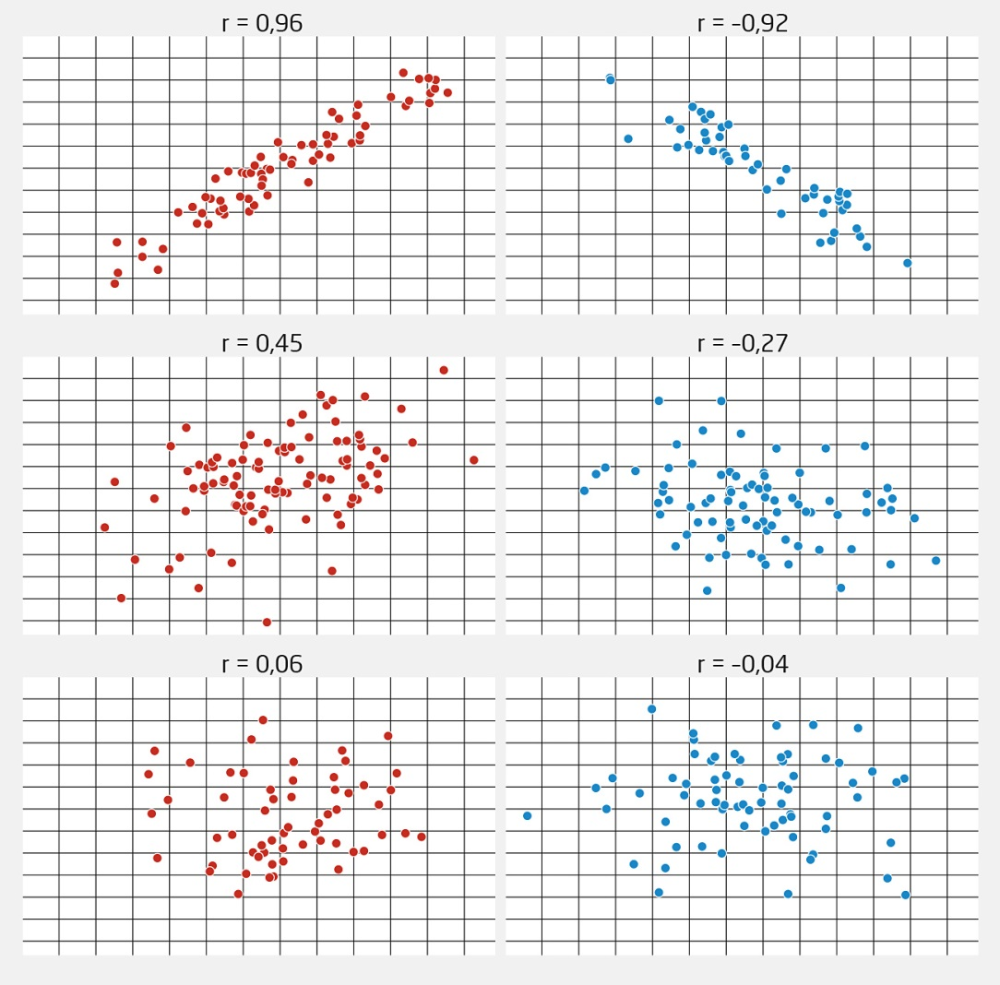 r = 0,96
r = -0,92
r = 0,45
r = -0,27
r = 0,06
r = -0,04